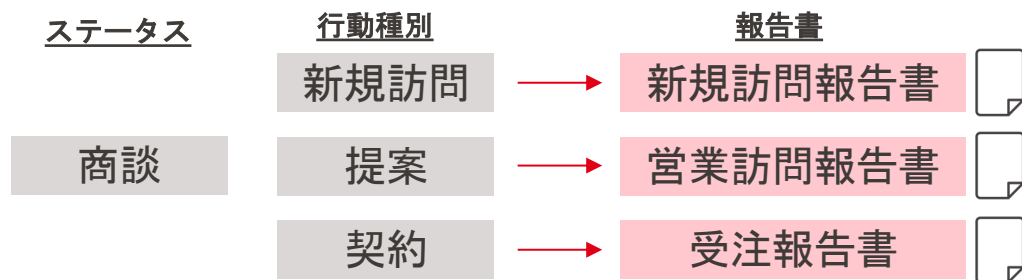 ステータス 行動種別 報告書
新規訪問 新規訪問報告書
商談 提案 営業訪問報告書
契約 受注報告書